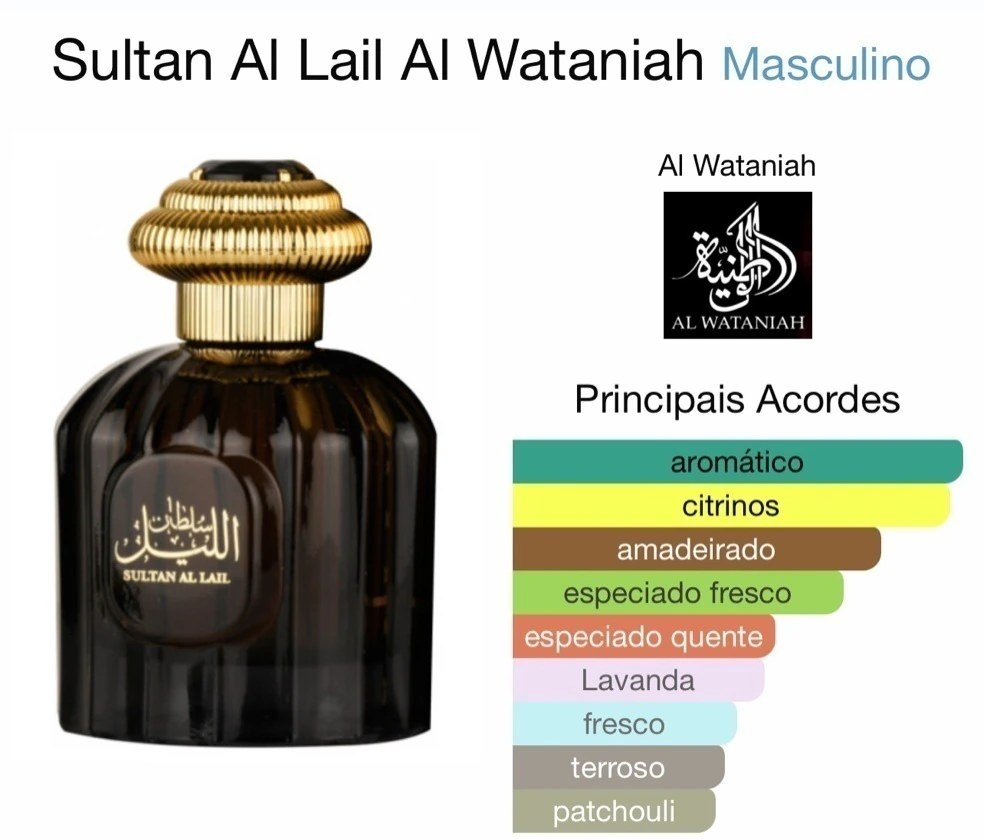 Sultan Al Lail Al Wataniah Masculino
سلطان
الليل
SULTAN AL LAIL
Al Wataniah
الوطنية
AL WATANIAH
Principais Acordes
aromático
citrinos
amadeirado
especiado fresco
especiado quente
Lavanda
fresco
terroso
patchouli